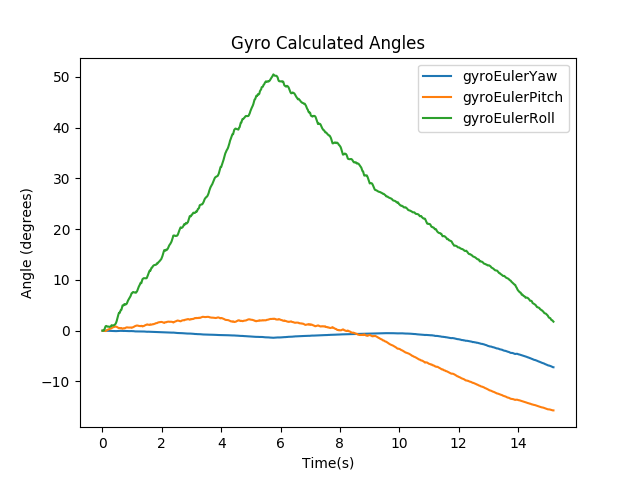 Gyro Calculated Angles
gyroEulerYaw
gyroEulerPitch
gyroEulerRoll
Angle (degrees)
50
40
30
20
10
0
−10
0 2 4 6 8 10 12 14
Time(s)